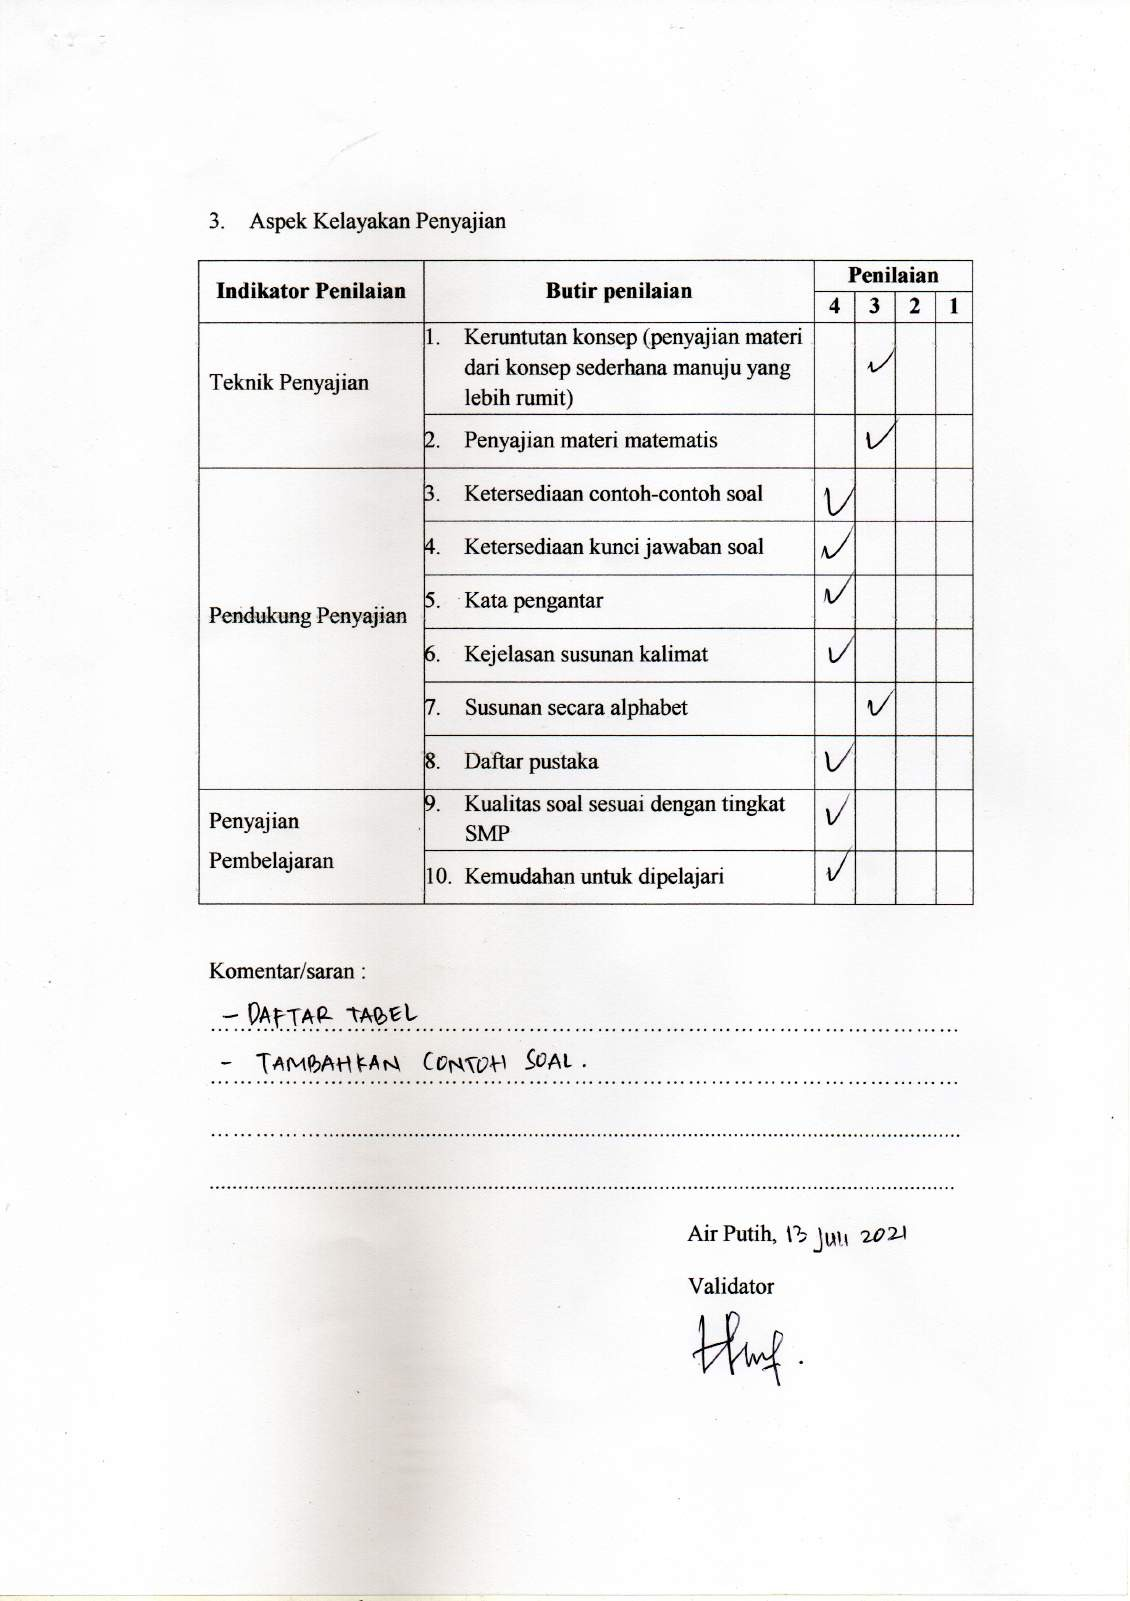 3. Aspek Kelayakan Penyajian
Indikator Penilaian
Butir penilaian
Penilaian
4 3 2 1
Teknik Penyajian
1. Keruntutan konsep (penyajian materi
dari konsep sederhana manuju yang
lebih rumit)
2. Penyajian materi matematis
Pendukung Penyajian
3. Ketersediaan contoh-contoh soal
4. Ketersediaan kunci jawaban soal
5. Kata pengantar
6. Kejelasan susunan kalimat
7. Susunan secara alphabet
8. Daftar pustaka
Penyajian
Pembelajaran
9. Kualitas soal sesuai dengan tingkat
SMP
10. Kemudahan untuk dipelajari
Komentar/saran :
- DAFTAR TABEL
- TAMBAHKAN CONTOH SOAL.
Air Putih, 13 Juli 2021
Validator